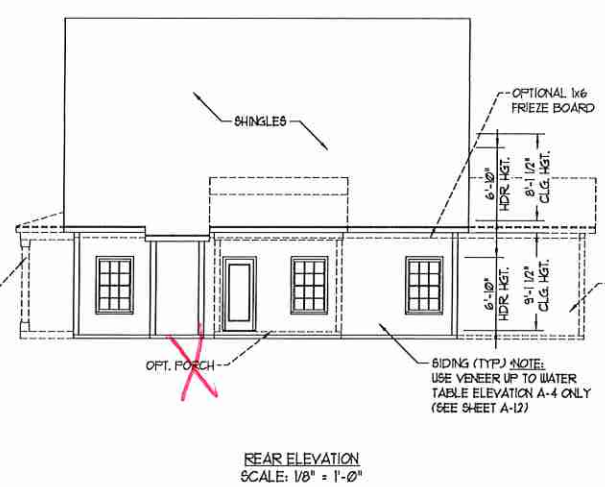 OPTIONAL 1x6
FRIEZE BOARD
SHINGLES
6'-10"
HDR. HGT.
8'-1 1/2"
CLG. HGT.
6'-10"
HDR. HGT.
9'-1 1/2"
CLG. HGT.
OPT. PORCH
SIDING (TYP.) NOTE:
USE VENEER UP TO WATER
TABLE ELEVATION A-4 ONLY
(SEE SHEET A-1.2)
REAR ELEVATION
SCALE: 1/8" = 1'-0"